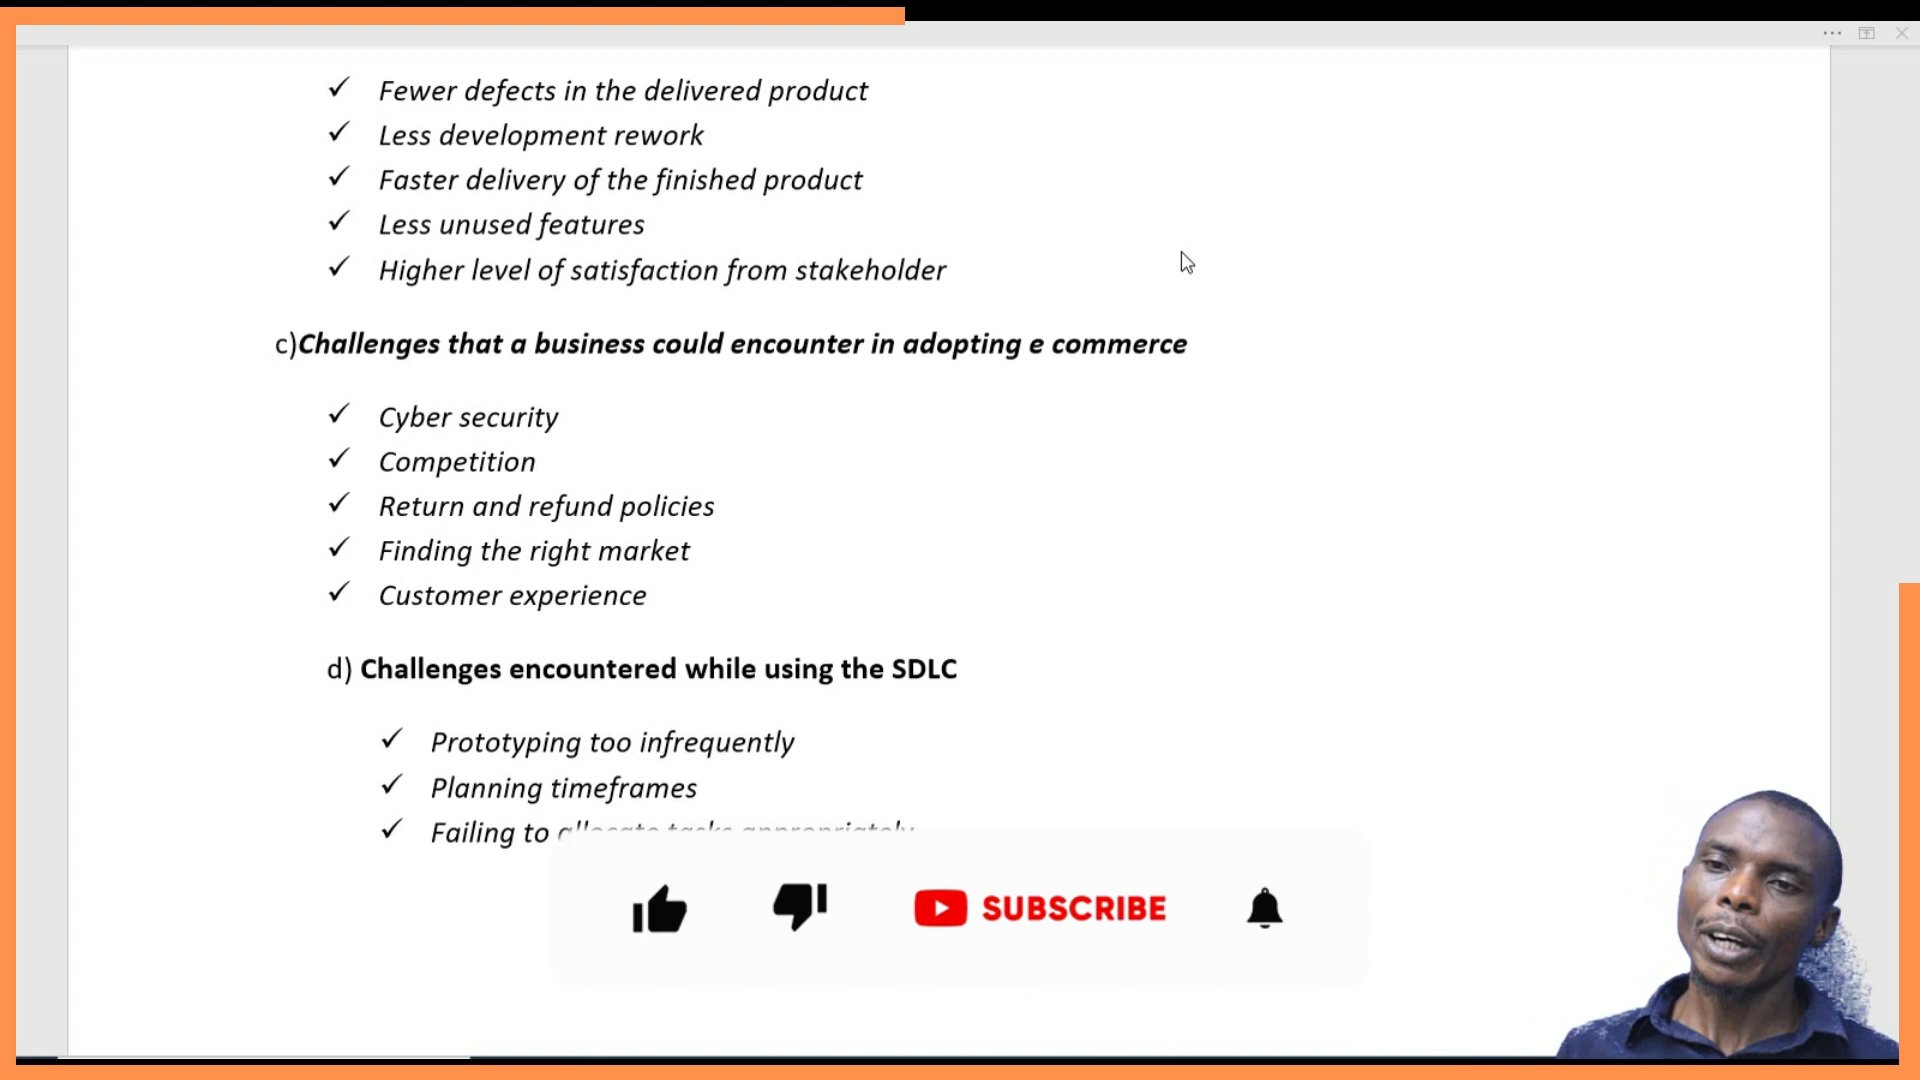 ✓ Fewer defects in the delivered product
✓ Less development rework
✓ Faster delivery of the finished product
✓ Less unused features
✓ Higher level of satisfaction from stakeholder
c)Challenges that a business could encounter in adopting e commerce
✓ Cyber security
✓ Competition
✓ Return and refund policies
✓ Finding the right market
✓ Customer experience
d) Challenges encountered while using the SDLC
✓ Prototyping too infrequently
✓ Planning timeframes
✓ Failing to allocate tasks appropriately
SUBSCRIBE